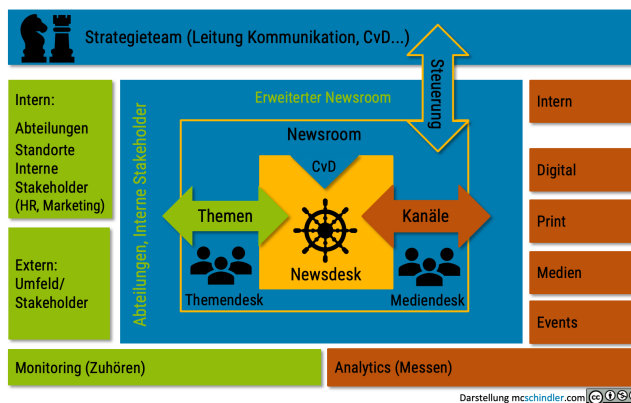 Strategieteam (Leitung Kommunikation, CvD...)
Steuerung
Intern:
Abteilungen
Standorte
Interne
Stakeholder
(HR, Marketing)
Extern:
Umfeld/
Stakeholder
Abteilungen, Interne Stakeholder
Erweiterter Newsroom
Newsroom
CvD
Themen
Kanäle
Newsdesk
Themendesk
Mediendesk
Intern
Digital
Print
Medien
Events
Monitoring (Zuhören)
Analytics (Messen)
Darstellung mcschindler.com